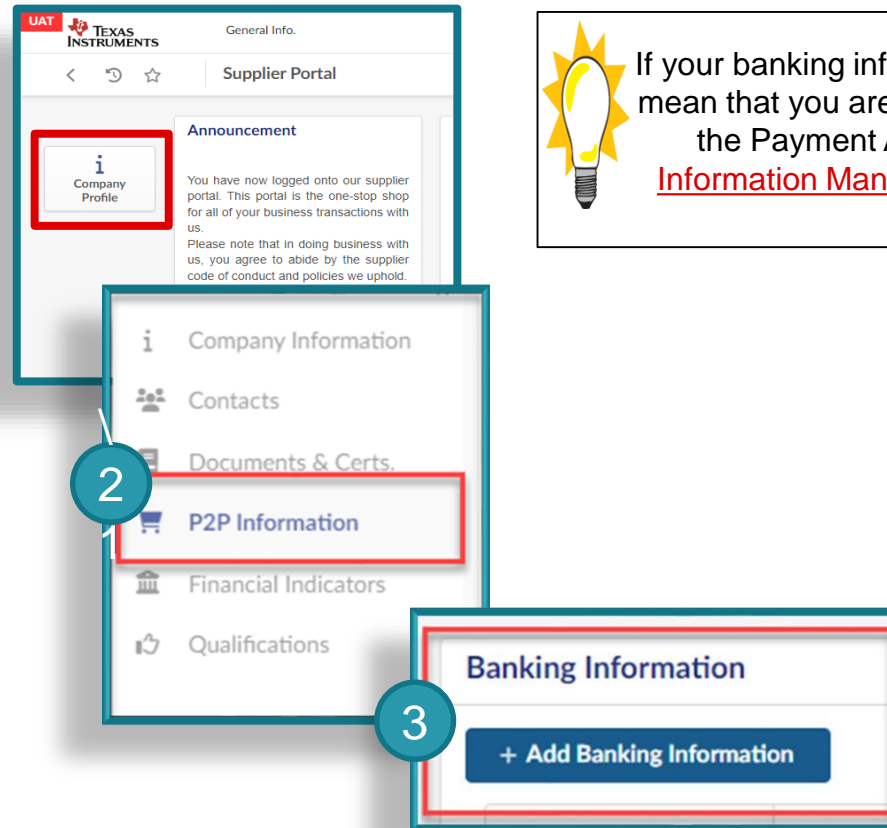 UAT
TEXAS
INSTRUMENTS
General Info.
Supplier Portal
i
Company
Profile
Announcement
You have now logged onto our supplier
portal. This portal is the one-stop shop
for all of your business transactions with
us.
Please note that in doing business with
us, you agree to abide by the supplier
code of conduct and policies we uphold.
If your banking inf
mean that you are
the Payment A
Information Man
i Company Information
Contacts
Documents & Certs.
2
P2P Information
Financial Indicators
Qualifications
3
Banking Information
+ Add Banking Information